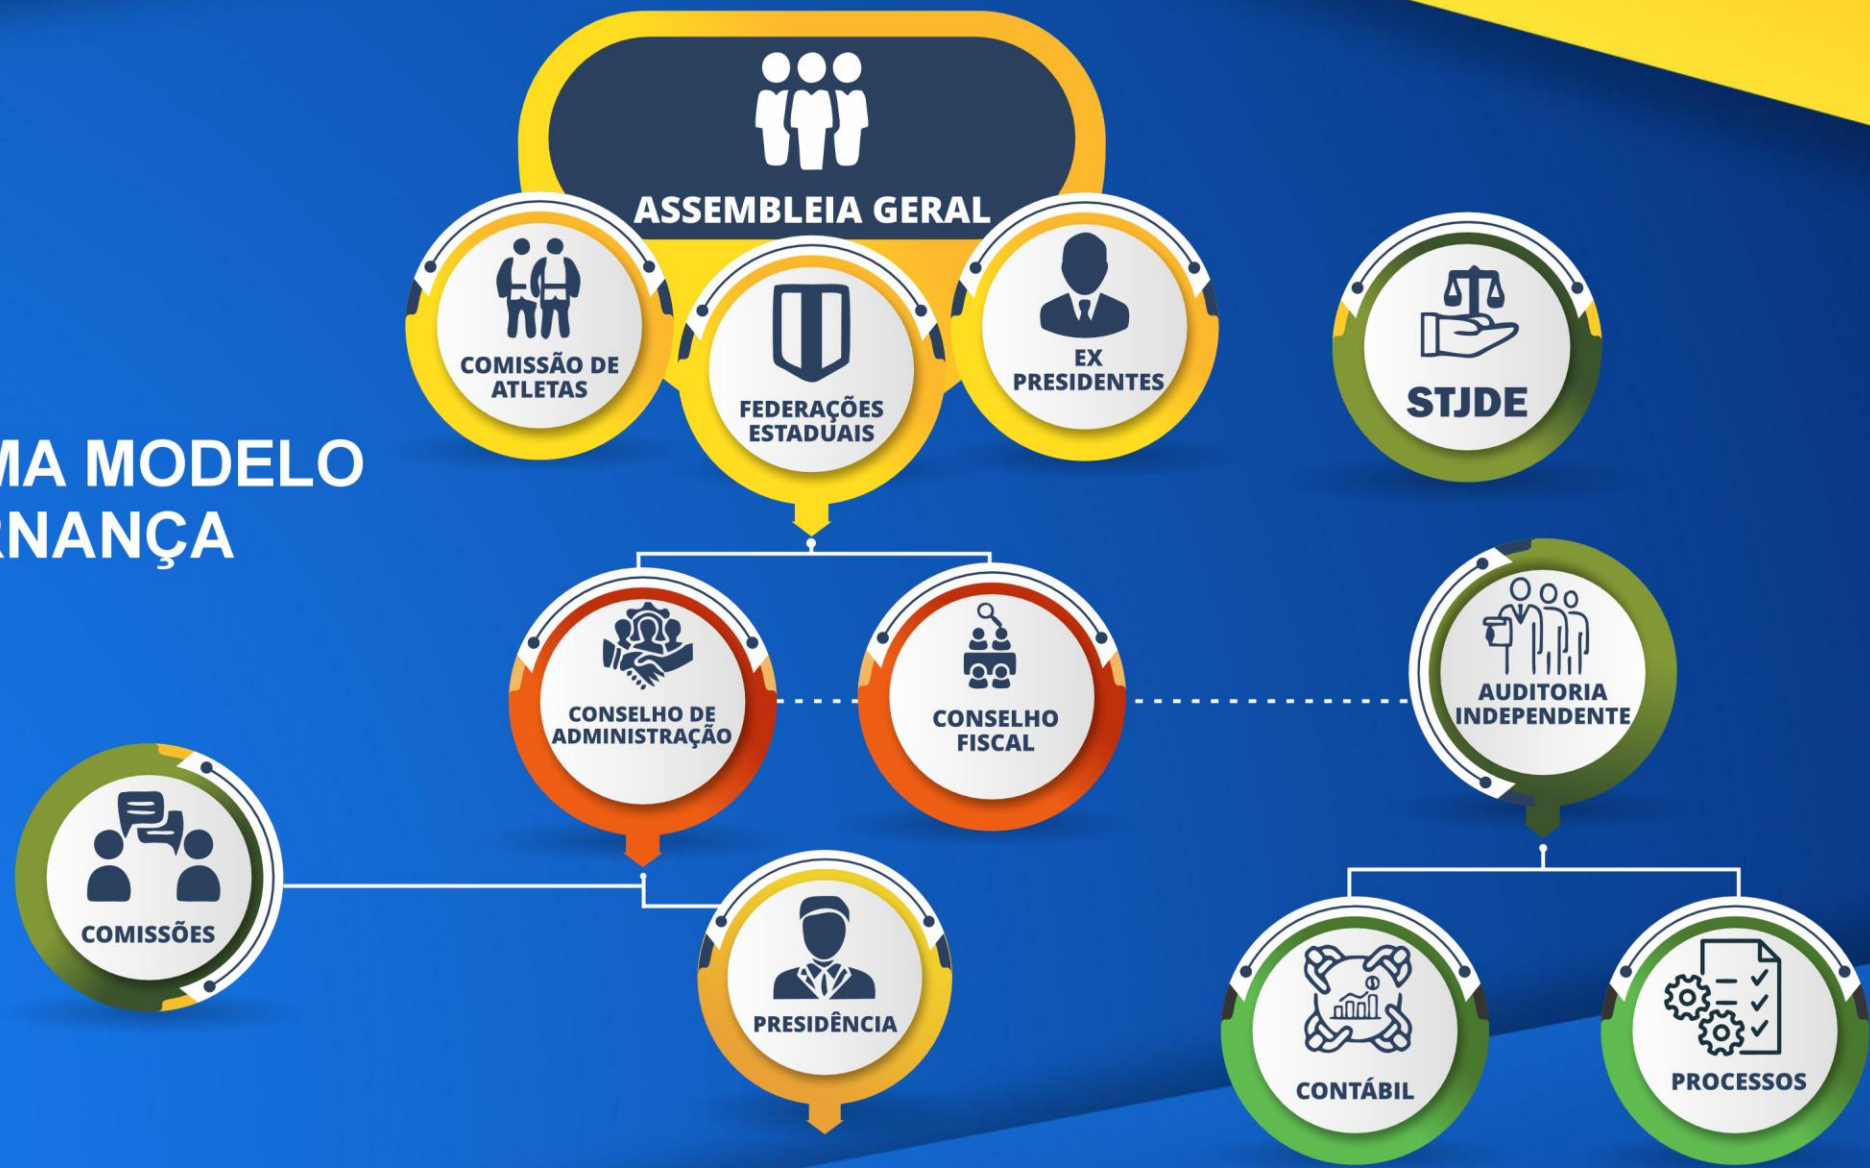 ASSEMBLEIA GERAL
COMISSÃO DE
ATLETAS
FEDERAÇÕES
ESTADUAIS
EX
PRESIDENTES
STJDE
MA MODELO
RNANÇA
CONSELHO DE
ADMINISTRAÇÃO
CONSELHO
FISCAL
AUDITORIA
INDEPENDENTE
COMISSÕES
PRESIDÊNCIA
CONTÁBIL
PROCESSOS